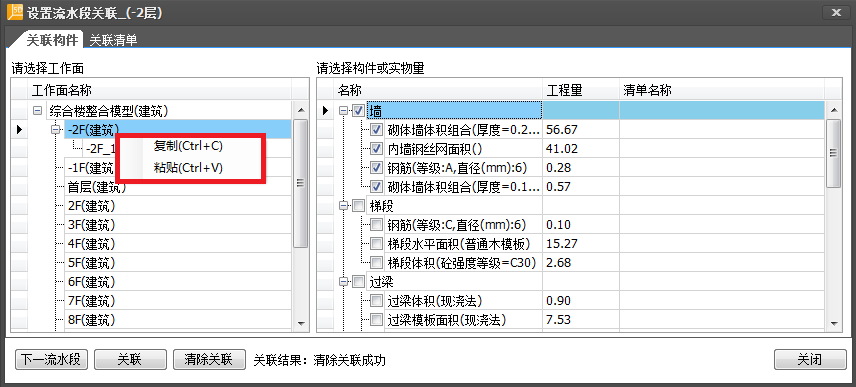 设置流水段关联_(-2层)
关联构件 关联清单
请选择工作面
工作面名称
综合楼整合模型(建筑)
-2F(建筑)
-2F_1
-1F(建筑
首层(建筑)
2F(建筑)
3F(建筑)
4F(建筑)
5F(建筑)
6F(建筑)
7F(建筑)
8F(建筑)
复制(Ctrl+C)
粘贴(Ctrl+V)
请选择构件或实物量
名称 工程量 清单名称
墙
砌体墙体积组合(厚度=0.2... 56.67
内墙钢丝网面积() 41.02
钢筋(等级:A,直径(mm):6) 0.28
砌体墙体积组合(厚度=0.1... 0.57
梯段
钢筋(等级:C,直径(mm):6) 0.10
梯段水平面积(普通木模板) 15.27
梯段体积(砼强度等级=C30) 2.68
过梁
过梁体积(现浇法) 0.90
过梁模板面积(现浇法) 7.53
下一流水段 关联 清除关联 关联结果：清除关联成功 关闭